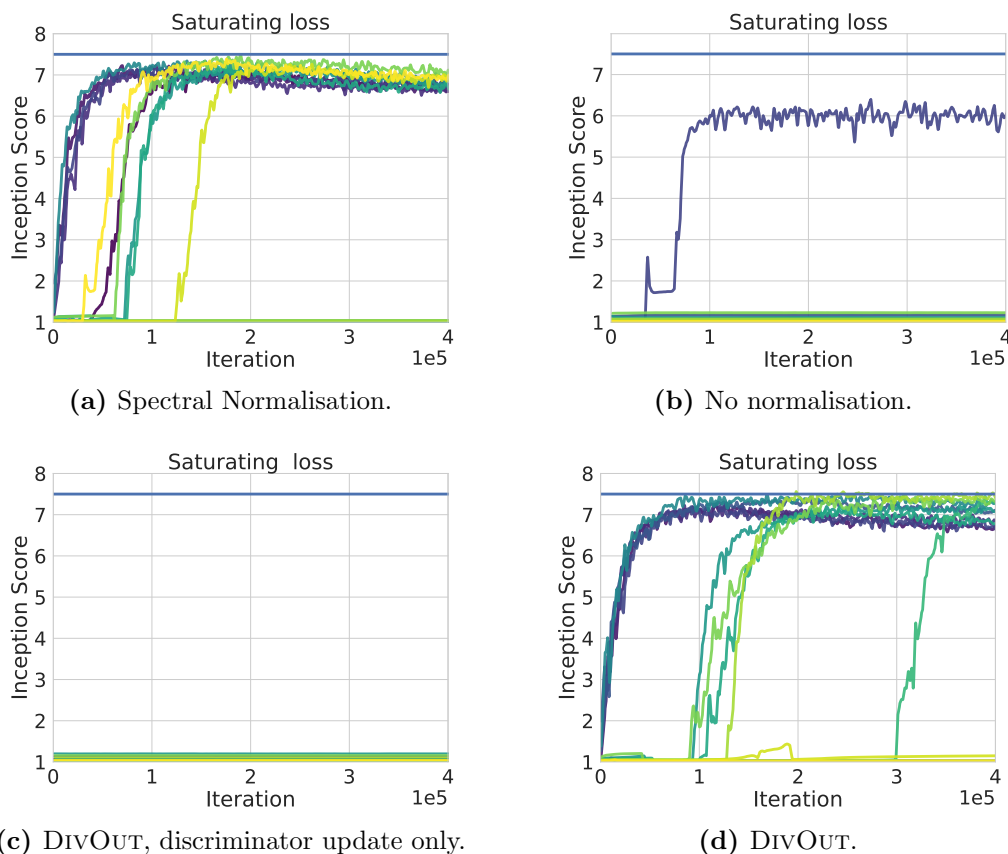 Saturating loss
8
7
6
5
4
3
2
1
Inception Score
0 1 2 3 4
Iteration 1e5
(a) Spectral Normalisation.
Saturating loss
8
7
6
5
4
3
2
1
Inception Score
0 1 2 3 4
Iteration 1e5
(b) No normalisation.
Saturating loss
8
7
6
5
4
3
2
1
Inception Score
0 1 2 3 4
Iteration 1e5
(c) DIVOUT, discriminator update only.
Saturating loss
8
7
6
5
4
3
2
1
Inception Score
0 1 2 3 4
Iteration 1e5
(d) DIVOUT.